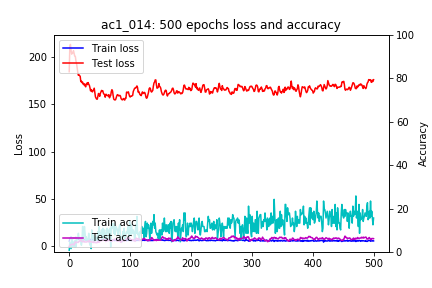 ac1_014: 500 epochs loss and accuracy
Train loss
Test loss
Train acc
Test acc
Loss
200
150
100
50
0
Accuracy
100
80
60
40
20
0
0
100
200
300
400
500